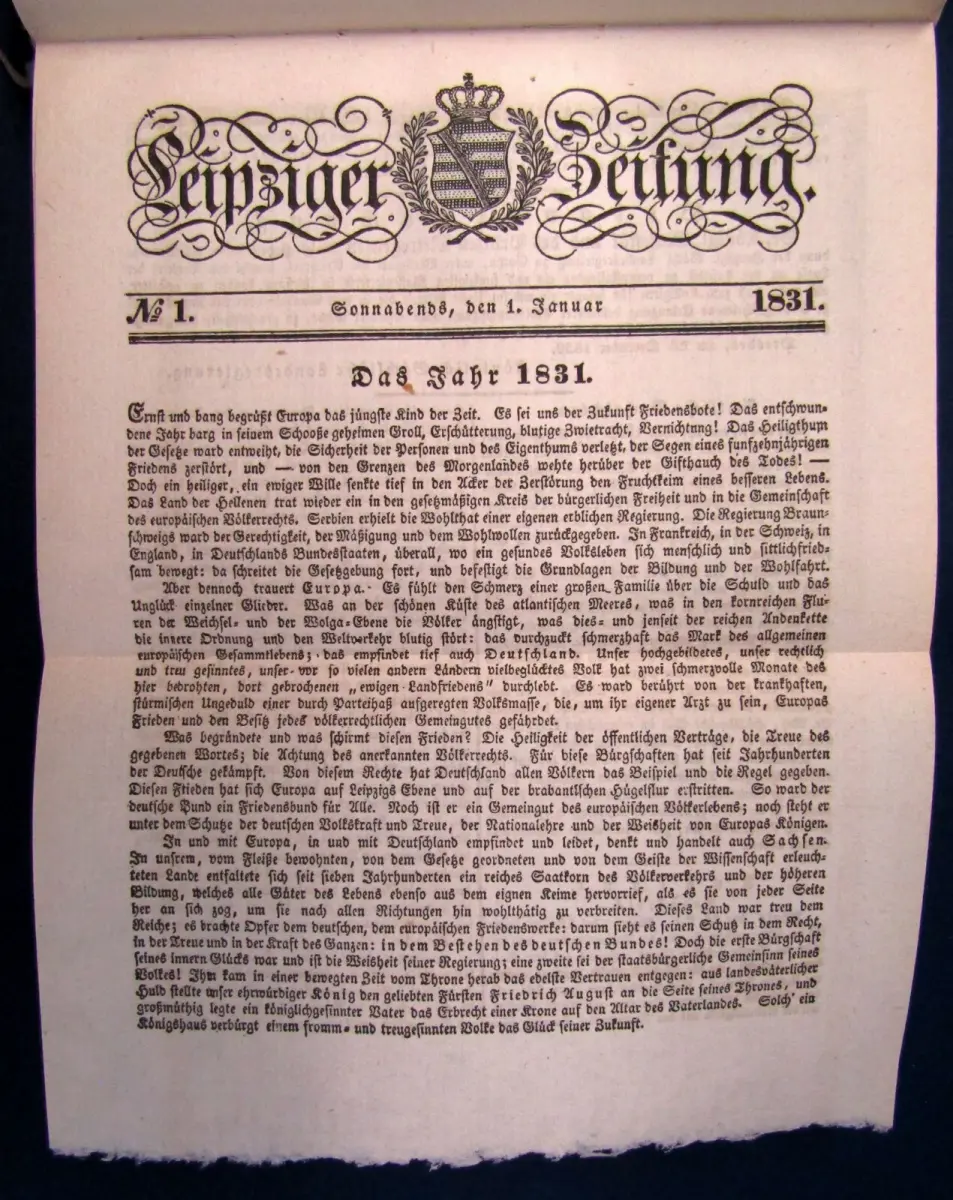 Leipziger Zeitung.
№ 1.
Sonnabends, den 1. Januar
1831.
Das Jahr 1831.
Ernst und bang begrüßt Europa das jüngste Kind der Zeit. Es sei uns der Zukunft Friedensbote! Das entschwun-
dene Jahr barg in seinem Schooße geheimen Groll, Erschütterung, blutige Zwietracht, Vernichtung! Das Heiligthum
der Gesetze ward entweiht, die Sicherheit der Personen und des Eigenthums verletzt, der Segen eines funfzehnjährigen
Friedens zerstört, und — von den Grenzen des Morgenlandes wehte herüber der Gifthauch des Todes! —
Doch ein heiliger, ein ewiger Wille senkte tief in den Acker der Zerstörung den Fruchtkeim eines besseren Lebens.
Das Land der Hellenen trat wieder ein in den gesetzmäßigen Kreis der bürgerlichen Freiheit und in die Gemeinschaft
des europäischen Völkerrechts. Serbien erhielt die Wohlthat einer eigenen erblichen Regierung. Die Regierung Braun-
schweigs ward der Gerechtigkeit, der Mäßigung und dem Wohlwollen zurückgegeben. In Frankreich, in der Schweiz, in
England, in Deutschlands Bundesstaaten, überall, wo ein gesundes Volksleben sich menschlich und sittlichfried-
sam bewegt: da schreitet die Gesetzgebung fort, und befestigt die Grundlagen der Bildung und der Wohlfahrt.
Aber dennoch trauert Europa. Es fühlt den Schmerz einer großen Familie über die Schuld und das
Unglück einzelner Glieder. Was an der schönen Küste des atlantischen Meeres, was in den kornreichen Flu-
ren der Weichsel- und der Wolga-Ebene die Völker ängstigt, was dies- und jenseit der reichen Andenkette
die innere Ordnung und den Weltverkehr blutig stört: das durchzuckt schmerzhaft das Mark des allgemeinen
europäischen Gesammtlebens; das empfindet tief auch Deutschland. Unser hochgebildetes, unser rechtlich
und treu gesinntes, unser vor so vielen andern Ländern vielbeglücktes Volk hat zwei schmerzvolle Monate des
hier bedrohten, dort gebrochenen „ewigen Landfriedens" durchlebt. Es ward berührt von der krankhaften,
stürmischen Ungeduld einer durch Parteihaß aufgeregten Volksmasse, die, um ihr eigener Arzt zu sein, Europas
Frieden und den Besitz jedes völkerrechtlichen Gemeingutes gefährdet.
Was begründete und was schirmt diesen Frieden? Die Heiligkeit der öffentlichen Verträge, die Treue des
gegebenen Wortes; die Achtung des anerkannten Völkerrechts. Für diese Bürgschaften hat seit Jahrhunderten
der Deutsche gekämpft. Von diesem Rechte hat Deutschland allen Völkern das Beispiel und die Regel gegeben.
Diesen Frieden hat sich Europa auf Leipzigs Ebene und auf der brabantischen Hügelflur erstritten. So ward der
deutsche Bund ein Friedensbund für Alle. Noch ist er ein Gemeingut des europäischen Völkerlebens; noch steht er
unter dem Schutze der deutschen Volkskraft und Treue, der Nationalehre und der Weisheit von Europas Königen.
In und mit Europa, in und mit Deutschland empfindet und leidet, denkt und handelt auch Sachsen.
In unsrem, vom Fleiße bewohnten, von dem Gesetze geordneten und von dem Geiste der Wissenschaft erleuch-
teten Lande entfaltete sich seit sieben Jahrhunderten ein reiches Saatkorn des Völkerverkehrs und der höheren
Bildung, welches alle Güter des Lebens ebenso aus dem eignen Keime hervorrief, als es sie von jeder Seite
her an sich zog, um sie nach allen Richtungen hin wohlthätig zu verbreiten. Dieses Land war treu dem
Reiche; es brachte Opfer dem deutschen, dem europäischen Friedenswerke: darum sieht es seinen Schutz in dem Recht,
in der Treue und in der Kraft des Ganzen: in dem Bestehen des deutschen Bundes! Doch die erste Bürgschaft
seines innern Glücks war und ist die Weisheit seiner Regierung; eine zweite sei der staatsbürgerliche Gemeinsinn seines
Volkes! Ihm kam in einer bewegten Zeit vom Throne herab das edelste Vertrauen entgegen: aus landesväterlicher
Huld stellte unser ehrwürdiger König den geliebten Fürsten Friedrich August an die Seite seines Thrones, und
großmüthig legte ein königlichgesinnter Vater das Erbrecht einer Krone auf den Altar des Vaterlandes. Solch' ein
Königshaus verbürgt einem fromm- und treugesinnten Volke das Glück seiner Zukunft.